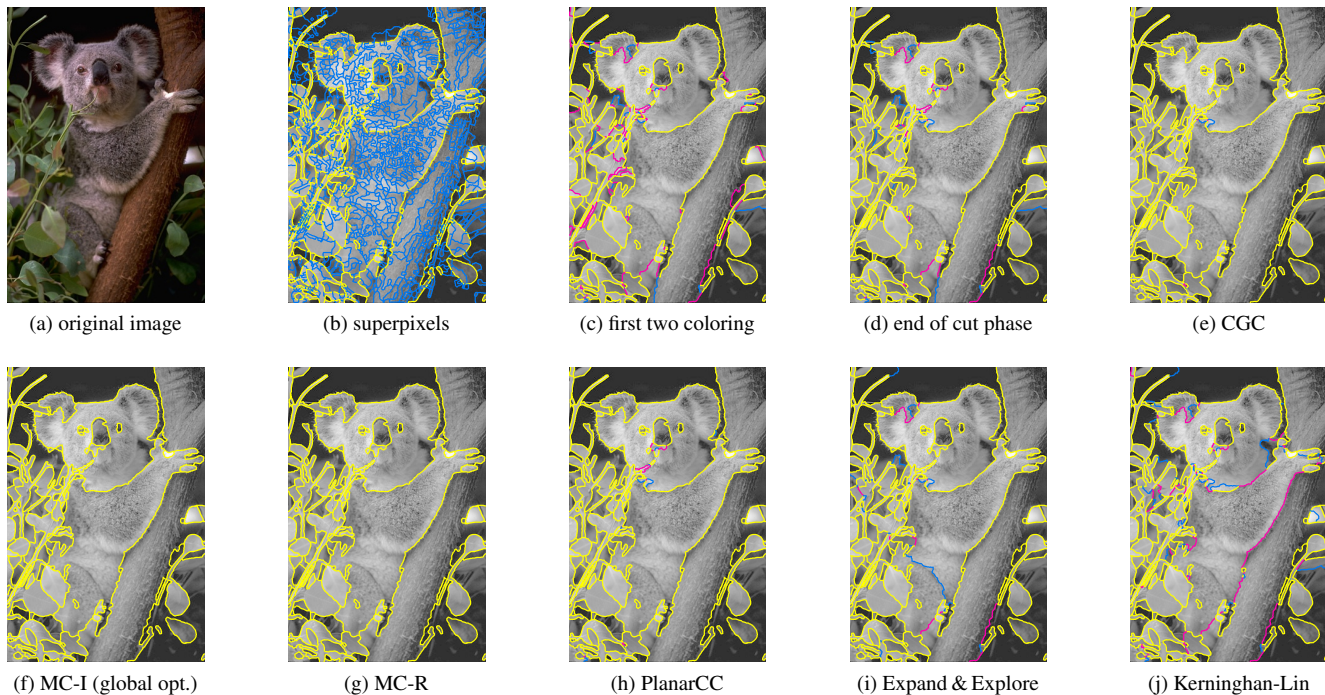 (a) original image
(b) superpixels
(c) first two coloring
(d) end of cut phase
(e) CGC
(f) MC-I (global opt.)
(g) MC-R
(h) PlanarCC
(i) Expand & Explore
(j) Kerninghan-Lin